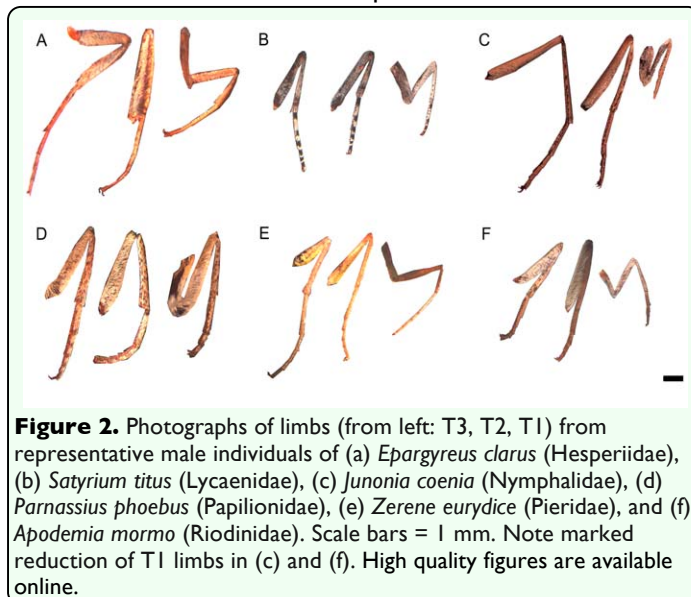 A
B
C
D
E
F
Figure 2. Photographs of limbs (from left: T3, T2, T1) from
representative male individuals of (a) Epargyreus clarus (Hesperiidae),
(b) Satyrium titus (Lycaenidae), (c) Junonia coenia (Nymphalidae), (d)
Parnassius phoebus (Papilionidae), (e) Zerene eurydice (Pieridae), and (f)
Apodemia mormo (Riodinidae). Scale bars = 1 mm. Note marked
reduction of T1 limbs in (c) and (f). High quality figures are available
online.